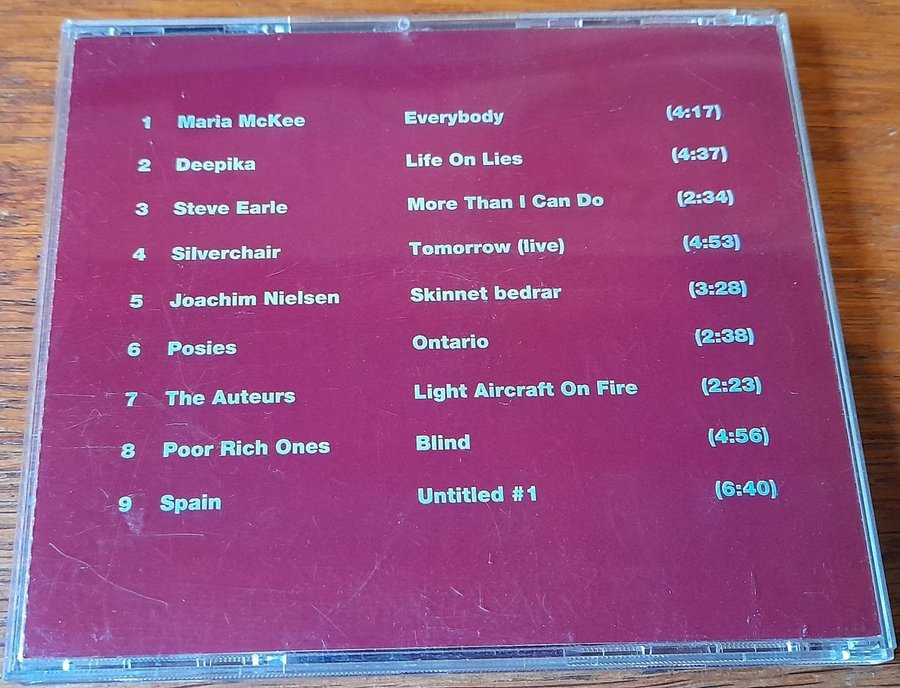 1 Maria McKee Everybody (4:17)
2 Deepika Life On Lies (4:37)
3 Steve Earle More Than I Can Do (2:34)
4 Silverchair Tomorrow (live) (4:53)
5 Joachim Nielsen Skinnet bedrar (3:28)
6 Posies Ontario (2:38)
7 The Auteurs Light Aircraft On Fire (2:23)
8 Poor Rich Ones Blind (4:56)
9 Spain Untitled #1 (6:40)